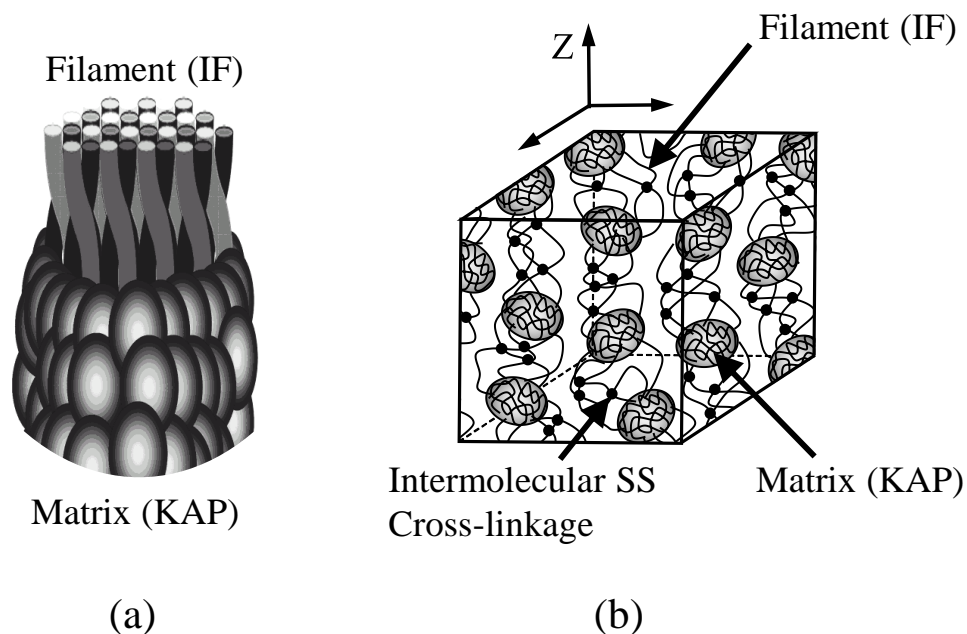 Filament (IF)
Matrix (KAP)
(a)
Z
Filament (IF)
Intermolecular SS
Cross-linkage
Matrix (KAP)
(b)